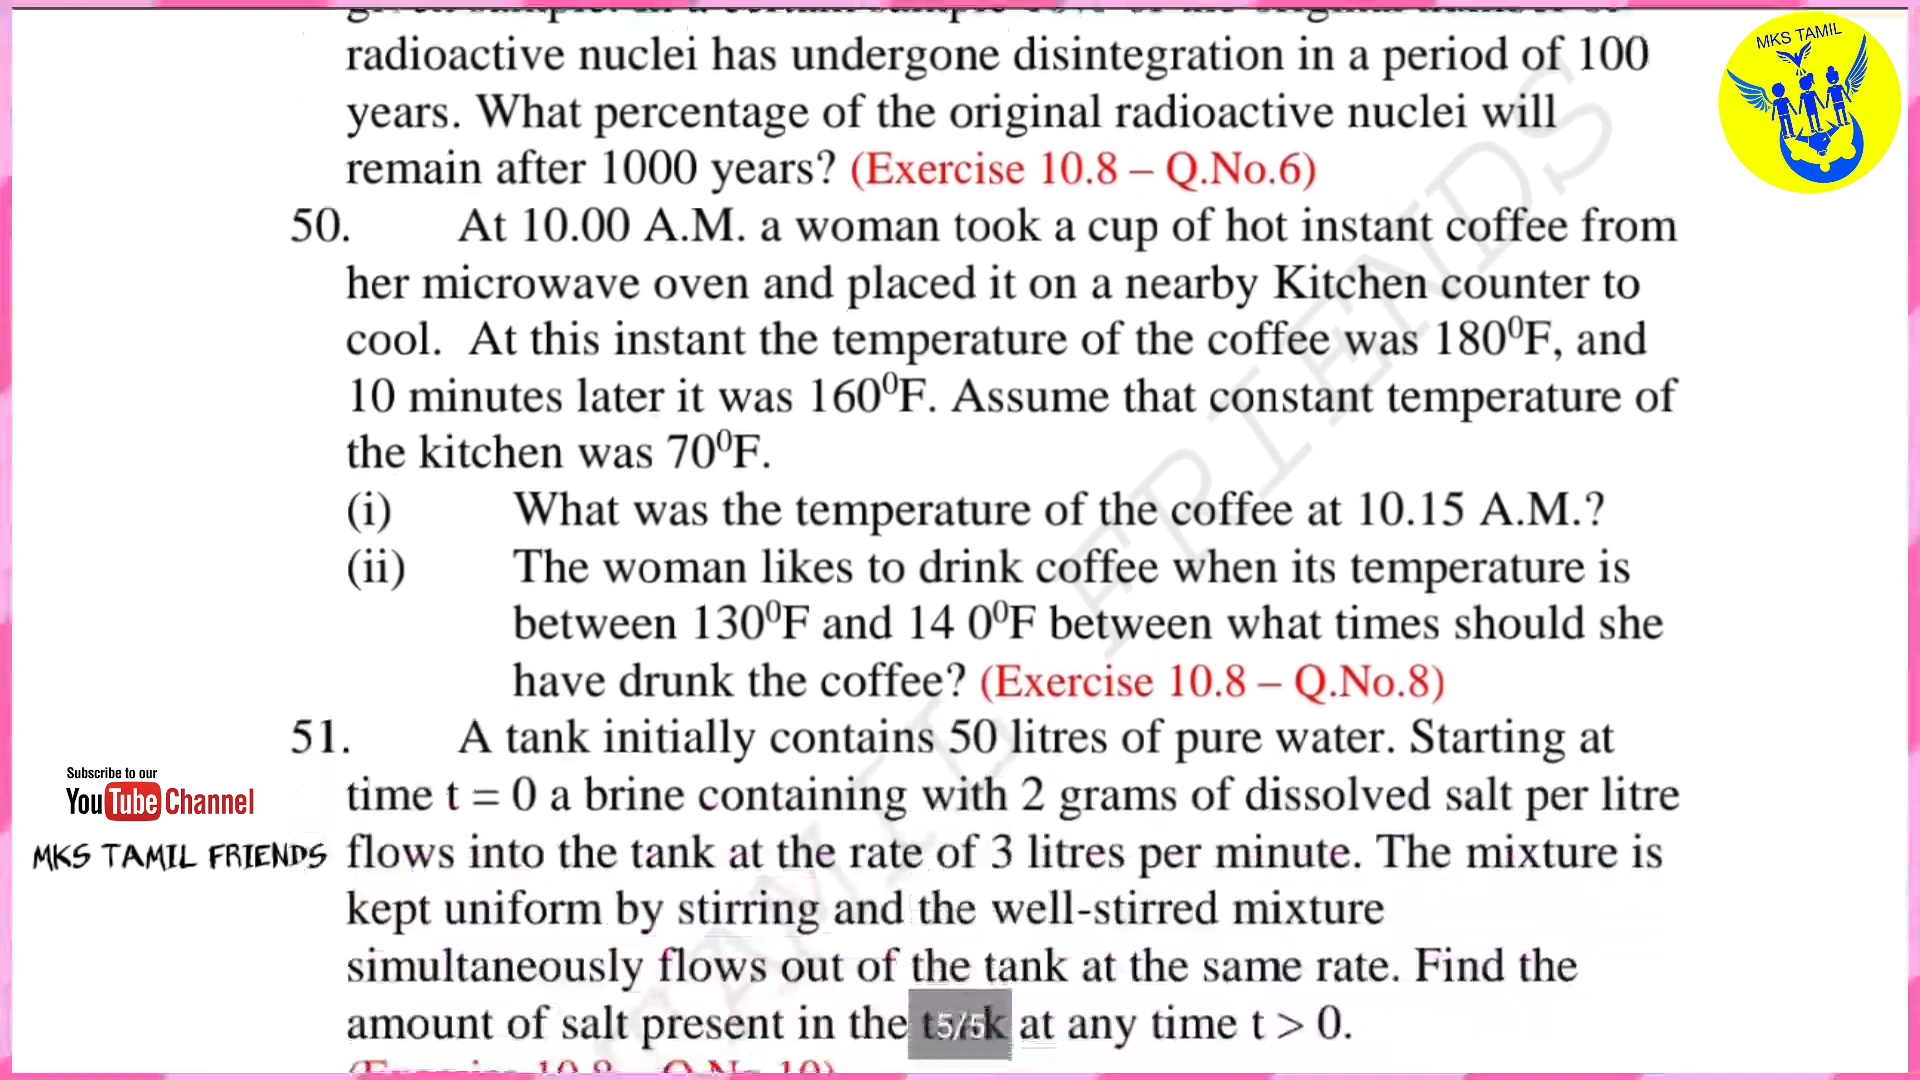 radioactive nuclei has undergone disintegration in a period of 100
years. What percentage of the original radioactive nuclei will
remain after 1000 years? (Exercise 10.8 – Q.No.6)
50. At 10.00 A.M. a woman took a cup of hot instant coffee from
her microwave oven and placed it on a nearby Kitchen counter to
cool. At this instant the temperature of the coffee was 180⁰F, and
10 minutes later it was 160⁰F. Assume that constant temperature of
the kitchen was 70⁰F.
(i) What was the temperature of the coffee at 10.15 A.M.?
(ii) The woman likes to drink coffee when its temperature is
between 130⁰F and 14 0⁰F between what times should she
have drunk the coffee? (Exercise 10.8 – Q.No.8)
51. A tank initially contains 50 litres of pure water. Starting at
time t = 0 a brine containing with 2 grams of dissolved salt per litre
flows into the tank at the rate of 3 litres per minute. The mixture is
kept uniform by stirring and the well-stirred mixture
simultaneously flows out of the tank at the same rate. Find the
amount of salt present in the tank at any time t > 0.
5/5
MKS TAMIL
Subscribe to our
YouTube Channel
MKS TAMIL FRIENDS
TAMIL FRIENDS